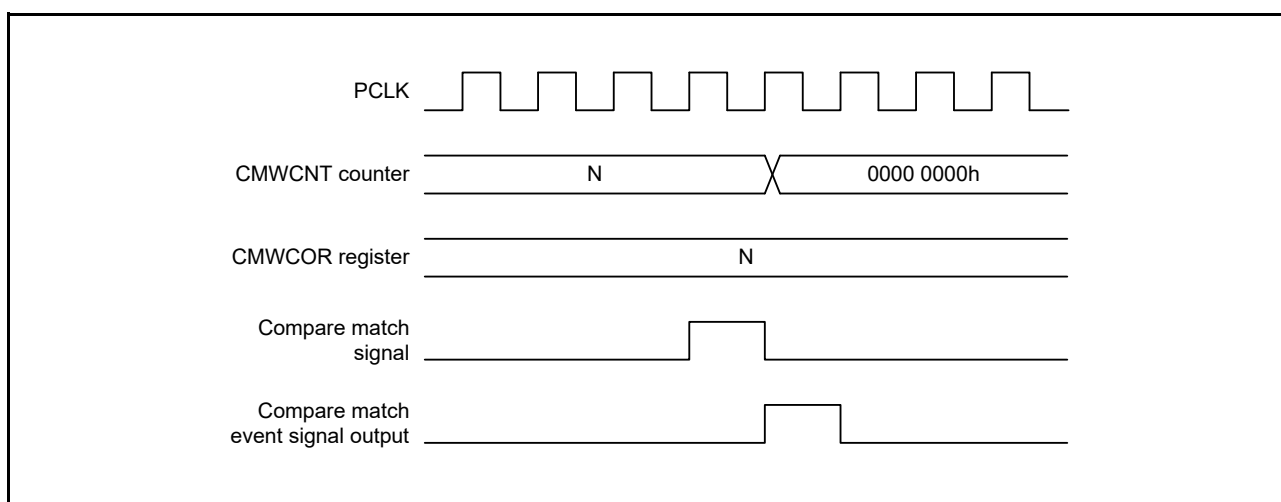 PCLK
CMWCNT counter
N
0000 0000h
CMWCOR register
N
Compare match
signal
Compare match
event signal output